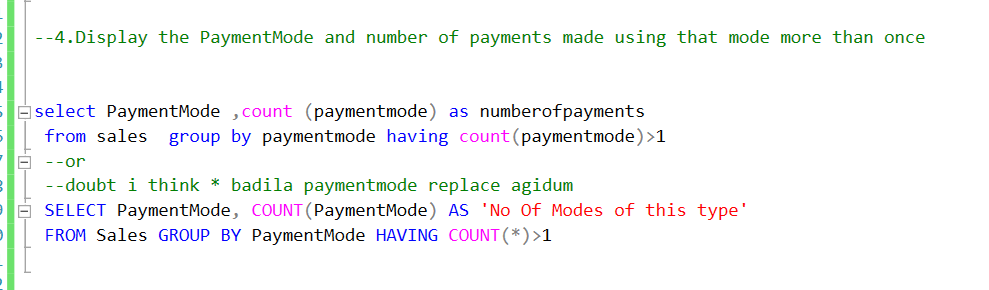 --4.Display the PaymentMode and number of payments made using that mode more than once
select PaymentMode ,count (paymentmode) as numberofpayments
from sales  group by paymentmode having count(paymentmode)>1
--or
--doubt i think * badila paymentmode replace agidum
SELECT PaymentMode, COUNT(PaymentMode) AS 'No Of Modes of this type'
FROM Sales GROUP BY PaymentMode HAVING COUNT(*)>1